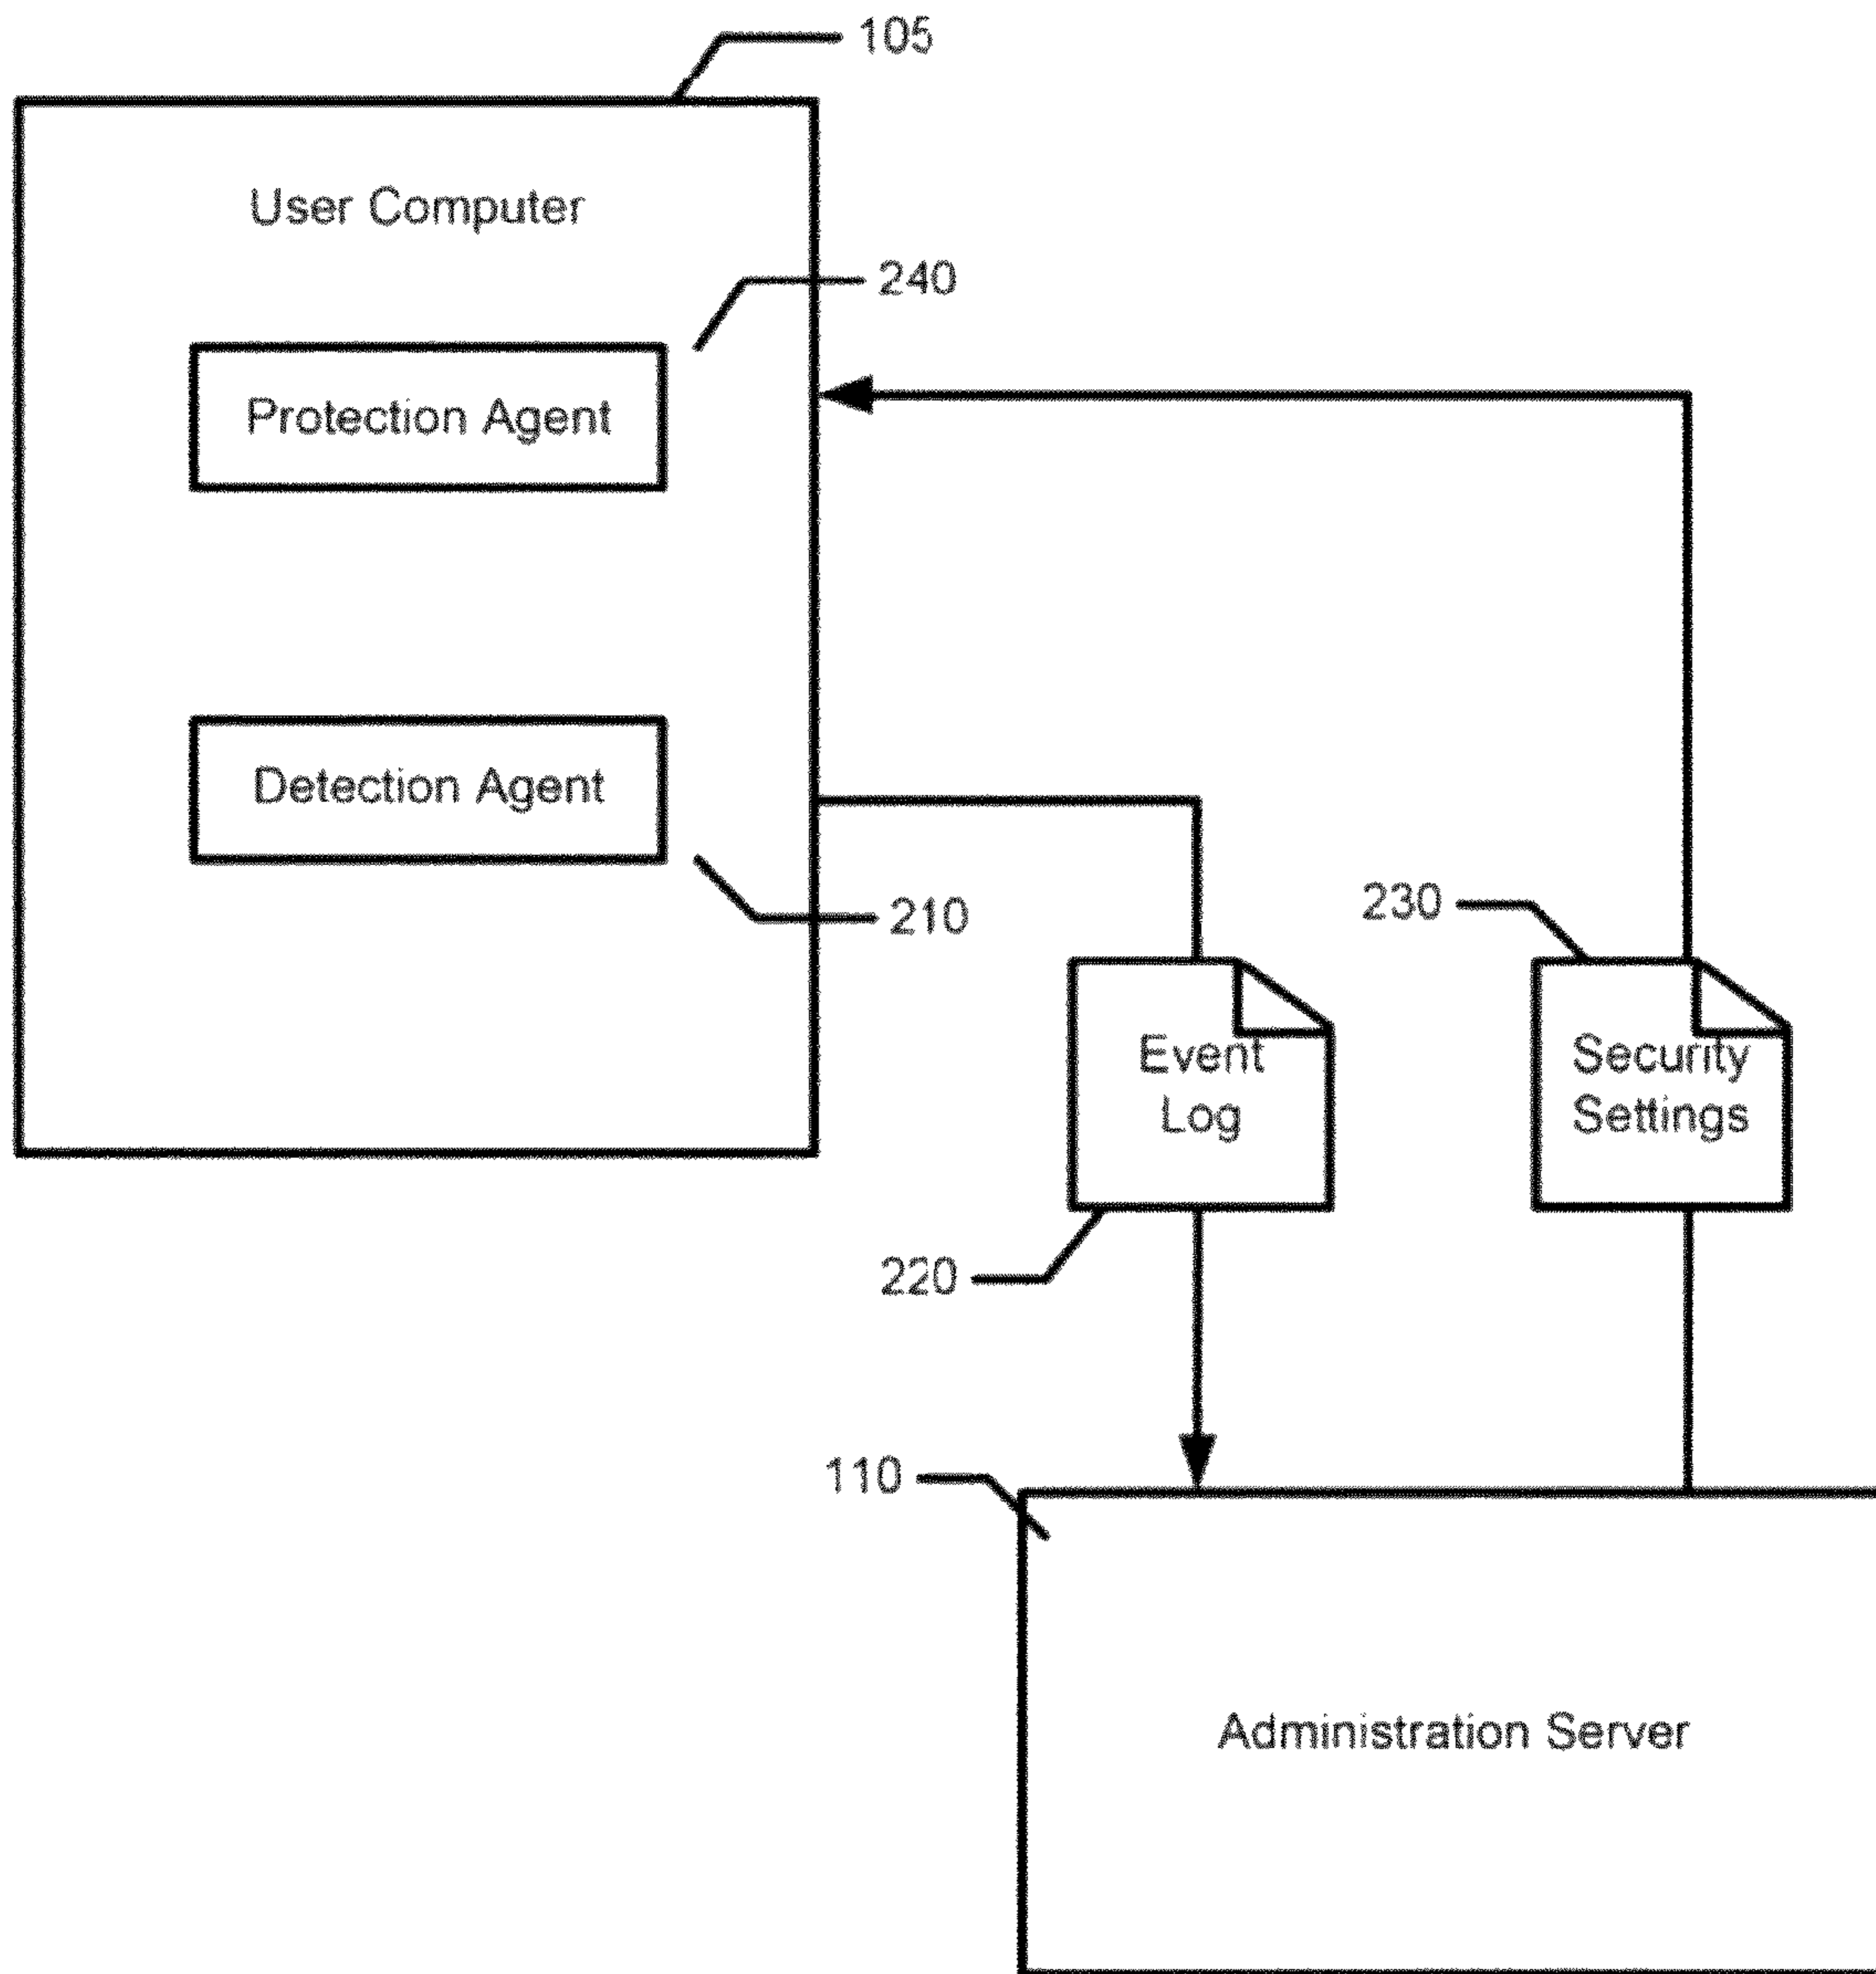 105
User Computer
240
Protection Agent
Detection Agent
210
230
Event
Log
Security
Settings
220
110
Administration Server